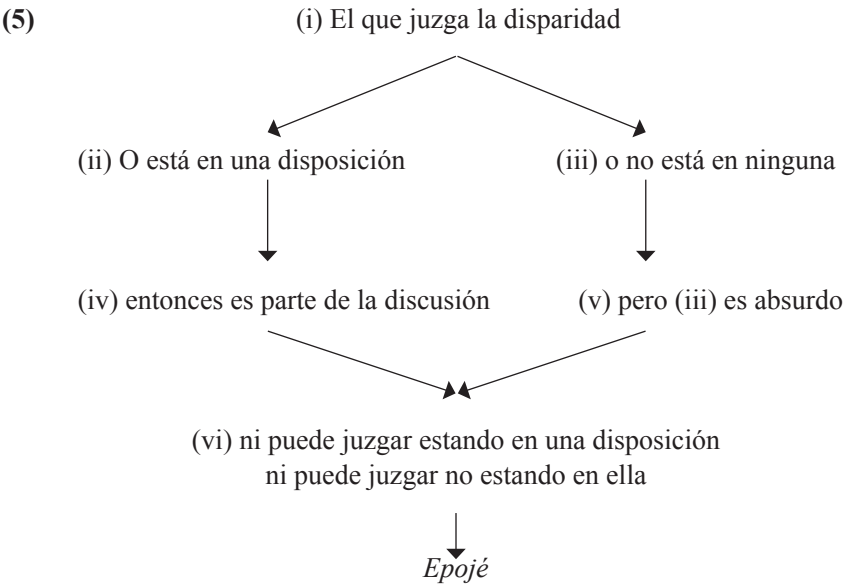 (5) (i) El que juzga la disparidad
(ii) O está en una disposición (iii) o no está en ninguna
(iv) entonces es parte de la discusión (v) pero (iii) es absurdo
(vi) ni puede juzgar estando en una disposición
ni puede juzgar no estando en ella
Epojé